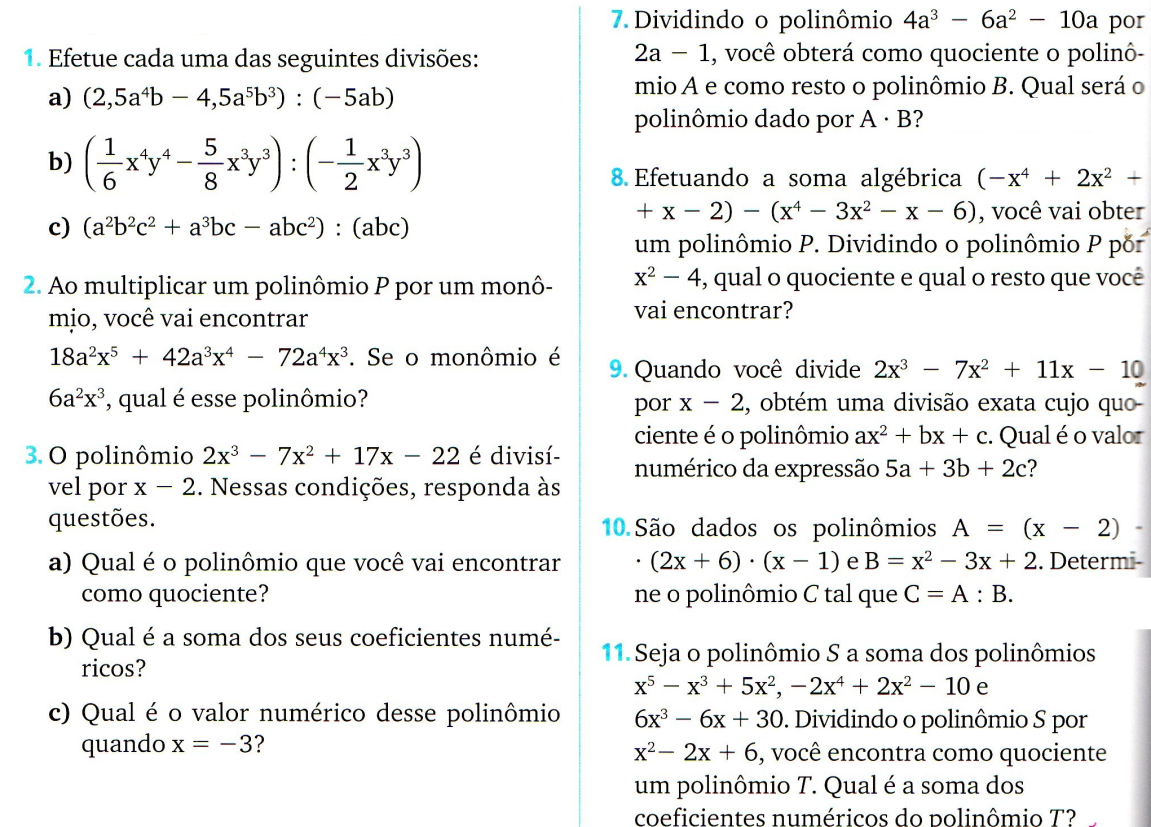 1. Efetue cada uma das seguintes divisões:
a) (2,5a⁴b − 4,5a⁵b³) : (−5ab)
b) (1/6 x⁴y⁴ − 5/8 x³y³) : (−1/2 x³y³)
c) (a²b²c² + a³bc − abc²) : (abc)
2. Ao multiplicar um polinômio P por um monô-
mio, você vai encontrar
18a²x⁵ + 42a³x⁴ − 72a⁴x³. Se o monômio é
6a²x³, qual é esse polinômio?
3. O polinômio 2x³ − 7x² + 17x − 22 é divisí-
vel por x − 2. Nessas condições, responda às
questões.
a) Qual é o polinômio que você vai encontrar
como quociente?
b) Qual é a soma dos seus coeficientes numé-
ricos?
c) Qual é o valor numérico desse polinômio
quando x = −3?
7. Dividindo o polinômio 4a³ − 6a² − 10a por
2a − 1, você obterá como quociente o polinô-
mio A e como resto o polinômio B. Qual será o
polinômio dado por A · B?
8. Efetuando a soma algébrica (−x⁴ + 2x² +
+ x − 2) − (x⁴ − 3x² − x − 6), você vai obter
um polinômio P. Dividindo o polinômio P por
x² − 4, qual o quociente e qual o resto que você
vai encontrar?
9. Quando você divide 2x³ − 7x² + 11x − 10
por x − 2, obtém uma divisão exata cujo quo-
ciente é o polinômio ax² + bx + c. Qual é o valor
numérico da expressão 5a + 3b + 2c?
10. São dados os polinômios A = (x − 2) ·
· (2x + 6) · (x − 1) e B = x² − 3x + 2. Determi-
ne o polinômio C tal que C = A : B.
11. Seja o polinômio S a soma dos polinômios
x⁵ − x³ + 5x², −2x⁴ + 2x² − 10 e
6x³ − 6x + 30. Dividindo o polinômio S por
x² − 2x + 6, você encontra como quociente
um polinômio T. Qual é a soma dos
coeficientes numéricos do polinômio T?